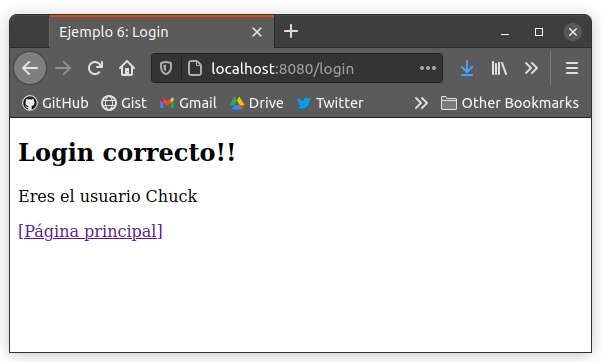 Ejemplo 6: Login
localhost:8080/login
GitHub Gist Gmail Drive Twitter Other Bookmarks
Login correcto!!
Eres el usuario Chuck
[Página principal]